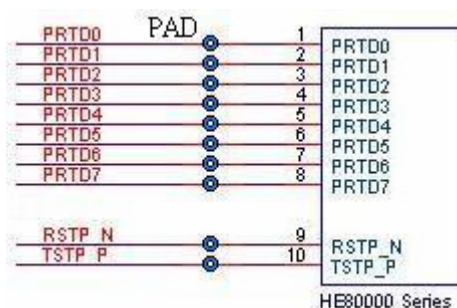 PAD
PRTD0 1 PRTD0
PRTD1 2 PRTD1
PRTD2 3 PRTD2
PRTD3 4 PRTD3
PRTD4 5 PRTD4
PRTD5 6 PRTD5
PRTD6 7 PRTD6
PRTD7 8 PRTD7
RSTP_N 9 RSTP_N
TSTP_P 10 TSTP_P
HE80000 Series